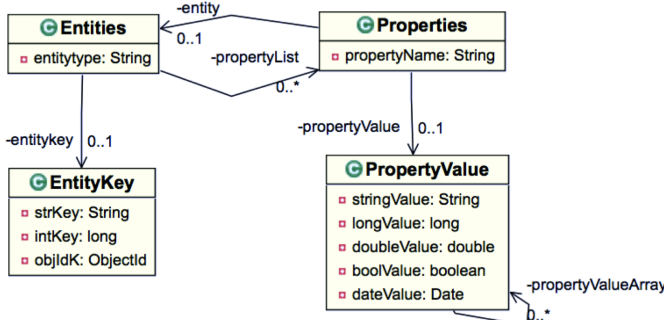 -entity
C Entities
C Properties
0..1
entitytype: String
-propertyList
propertyName: String
0..*
-entitykey
0..1
-propertyValue
0..1
C EntityKey
C PropertyValue
strKey: String
stringValue: String
intKey: long
longValue: long
objIdK: ObjectId
doubleValue: double
boolValue: boolean
-propertyValueArray
dateValue: Date
0..*